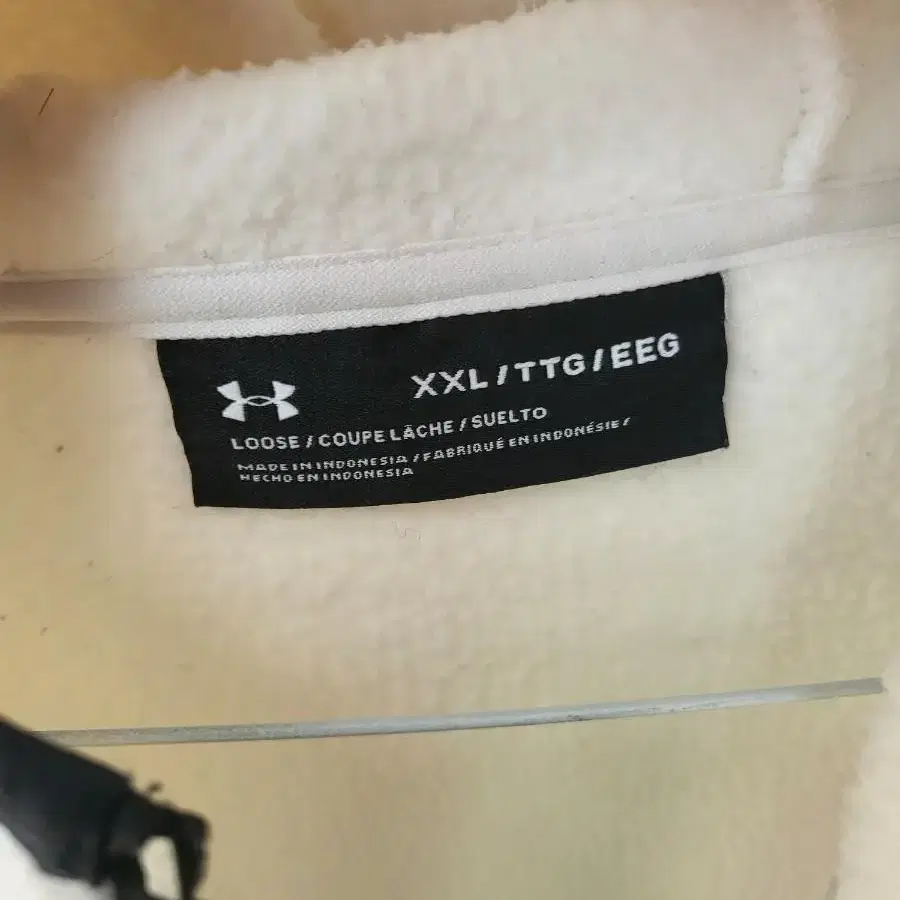 XXL/TTG/EEG
LOOSE/COUPE LÂCHE/SUELTO
MADE IN INDONESIA/FABRIQUÉ EN INDONÉSIE/
HECHO EN INDONESIA